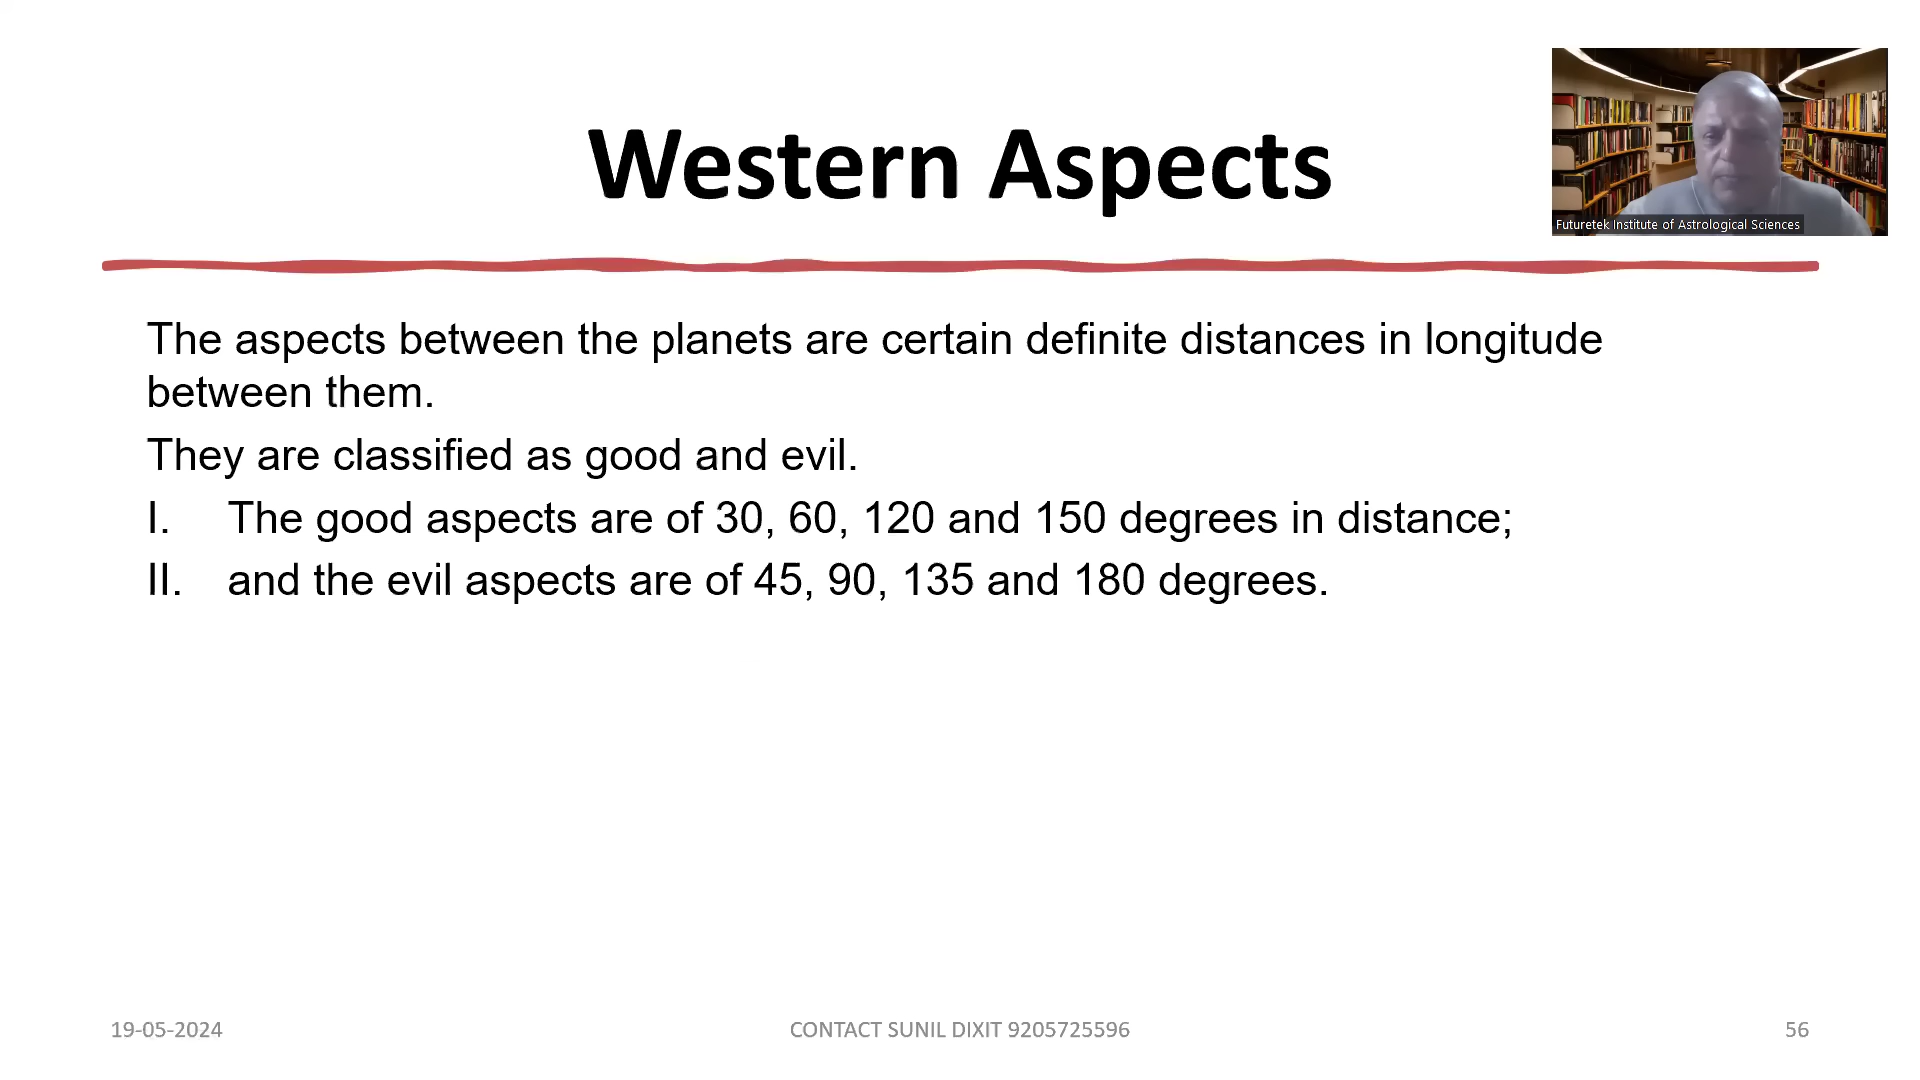 Western Aspects
Futuretek Institute of Astrological Sciences
The aspects between the planets are certain definite distances in longitude
between them.
They are classified as good and evil.
I. The good aspects are of 30, 60, 120 and 150 degrees in distance;
II. and the evil aspects are of 45, 90, 135 and 180 degrees.
19-05-2024
CONTACT SUNIL DIXIT 9205725596
56